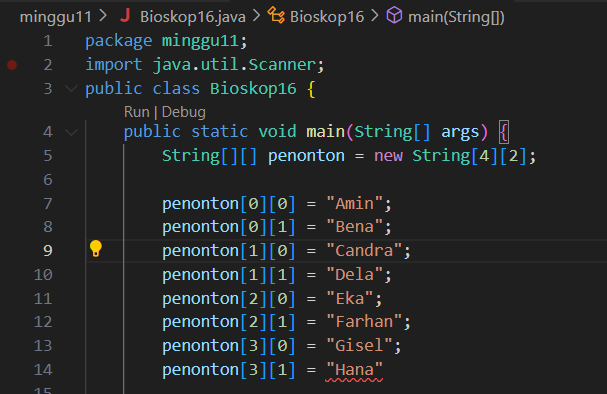 minggu11 > J Bioskop16.java > Bioskop16 > main(String[])
1 package minggu11;
2 import java.util.Scanner;
3 public class Bioskop16 {
Run | Debug
4 public static void main(String[] args) {
5 String[][] penonton = new String[4][2];
6
7 penonton[0][0] = "Amin";
8 penonton[0][1] = "Bena";
9 penonton[1][0] = "Candra";
10 penonton[1][1] = "Dela";
11 penonton[2][0] = "Eka";
12 penonton[2][1] = "Farhan";
13 penonton[3][0] = "Gisel";
14 penonton[3][1] = "Hana"
15